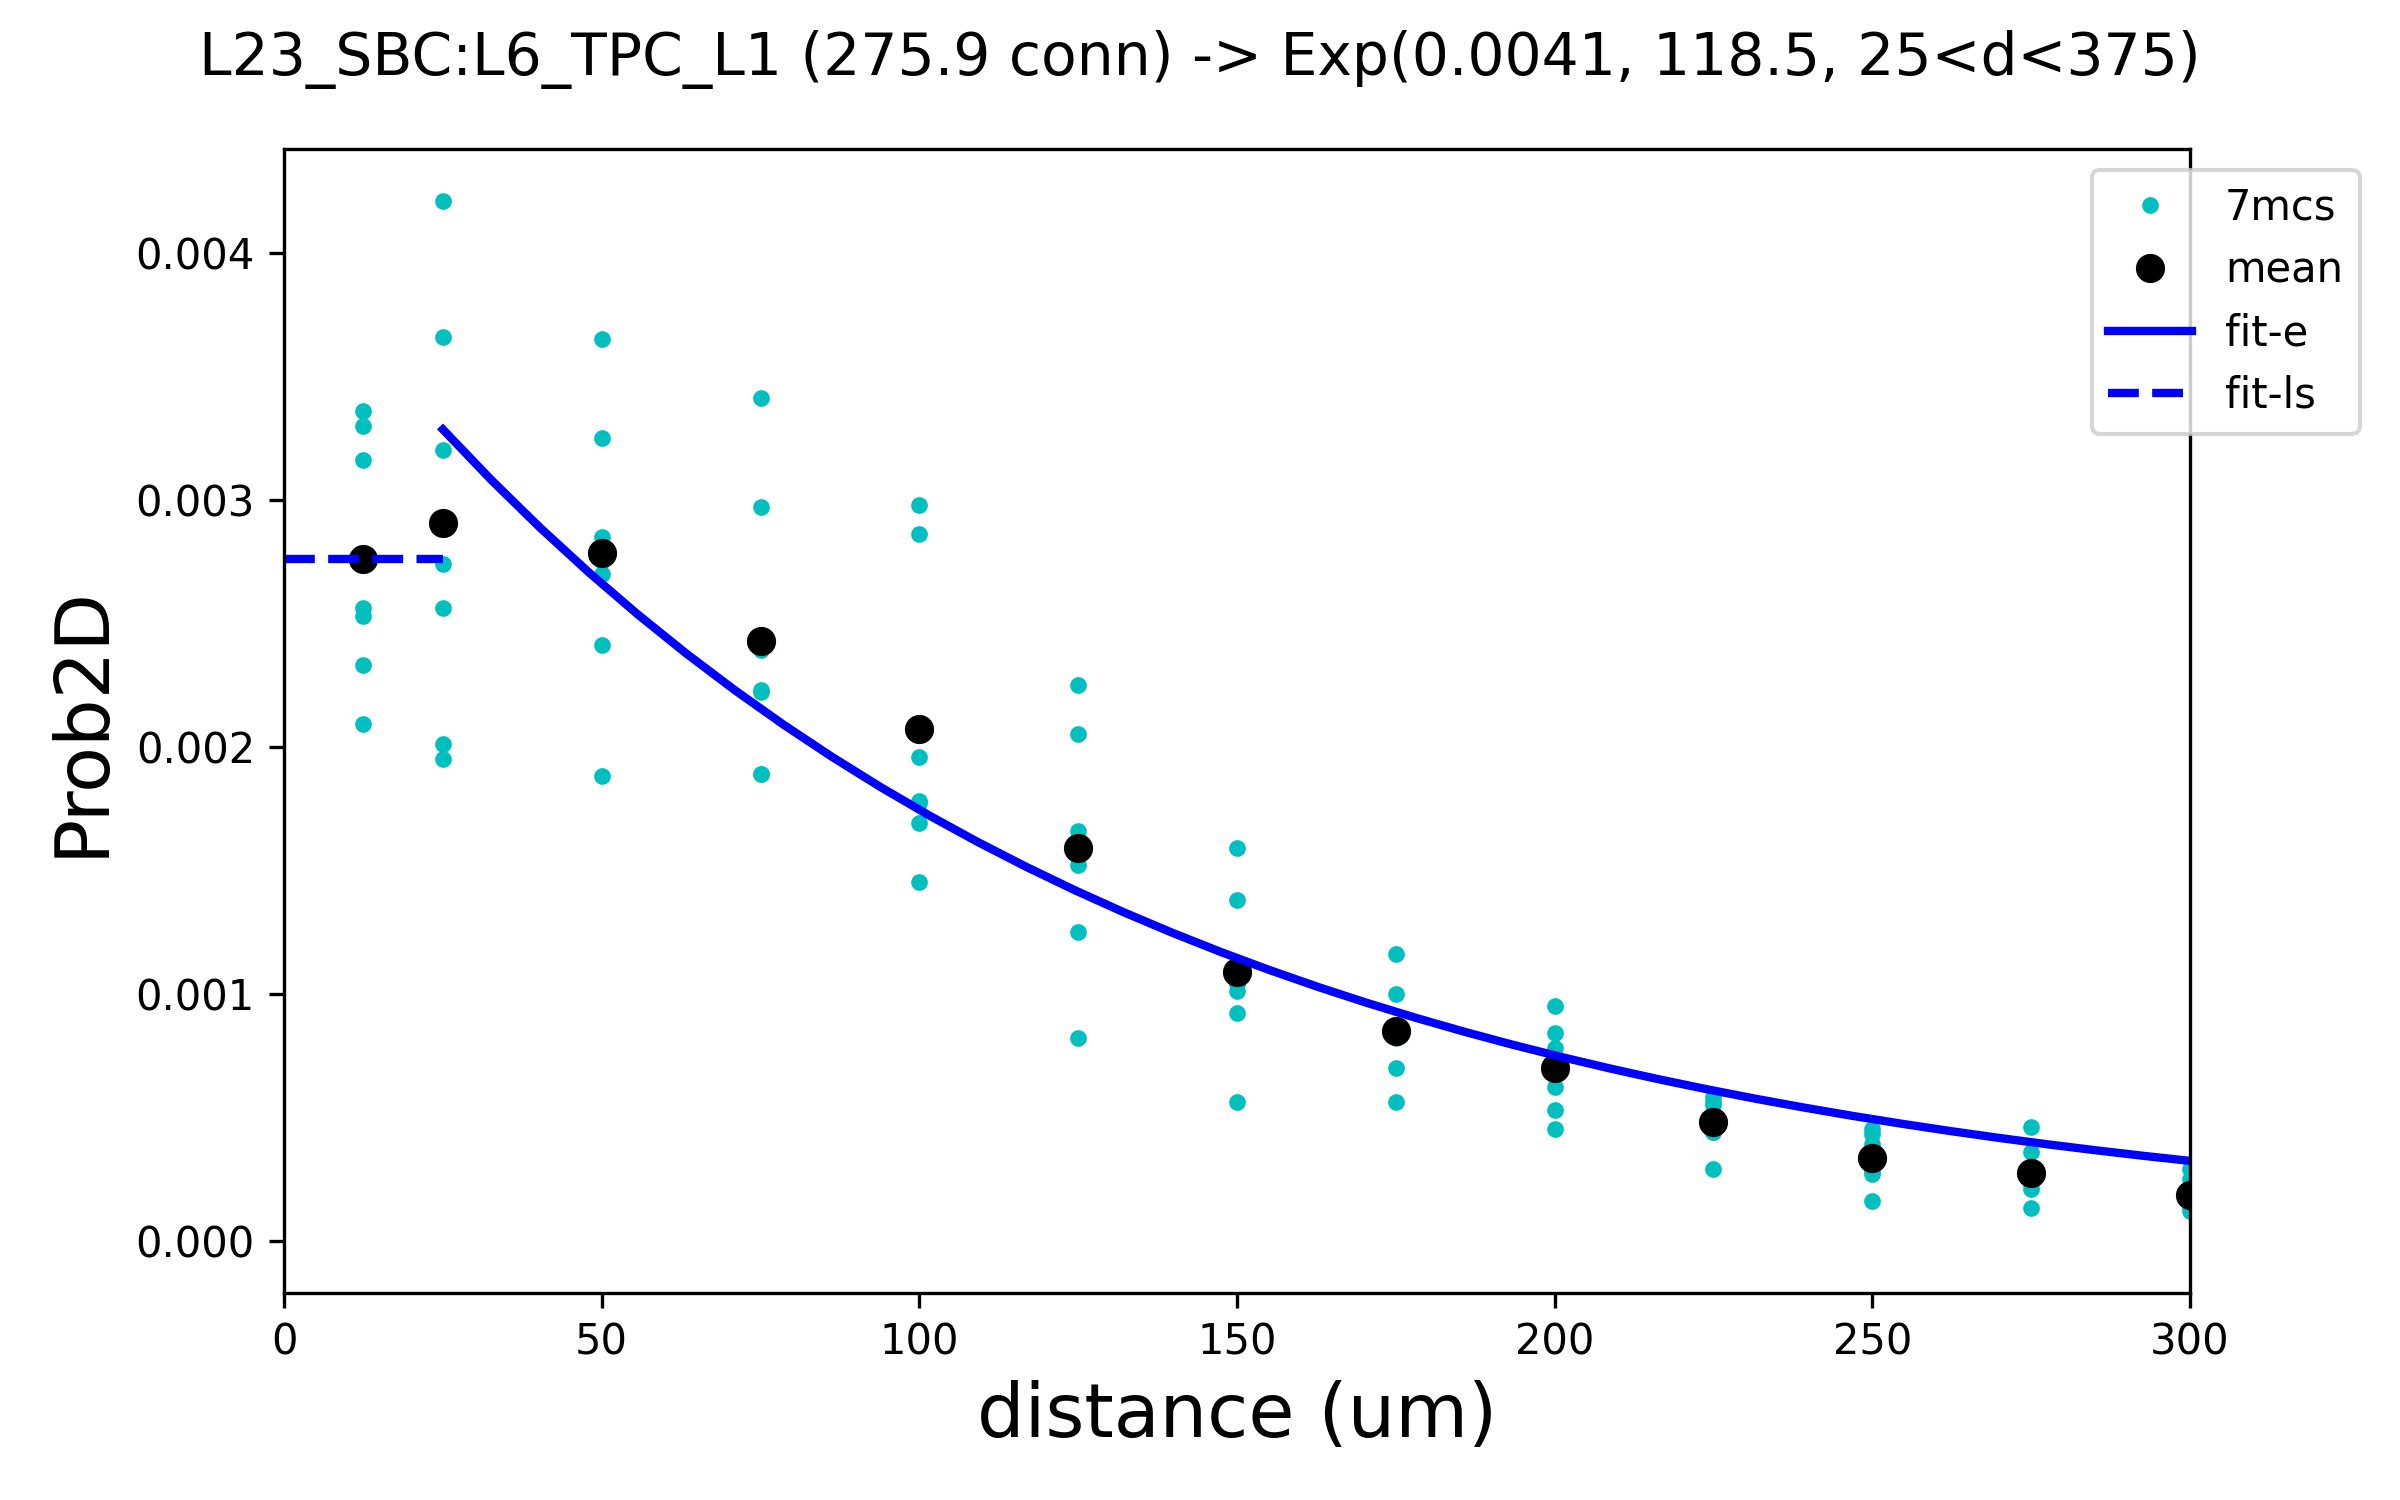 L23_SBC:L6_TPC_L1 (275.9 conn) -> Exp(0.0041, 118.5, 25<d<375)
7mcs
mean
fit-e
fit-ls
0.004
0.003
0.002
0.001
0.000
Prob2D
0 50 100 150 200 250 300
distance (um)